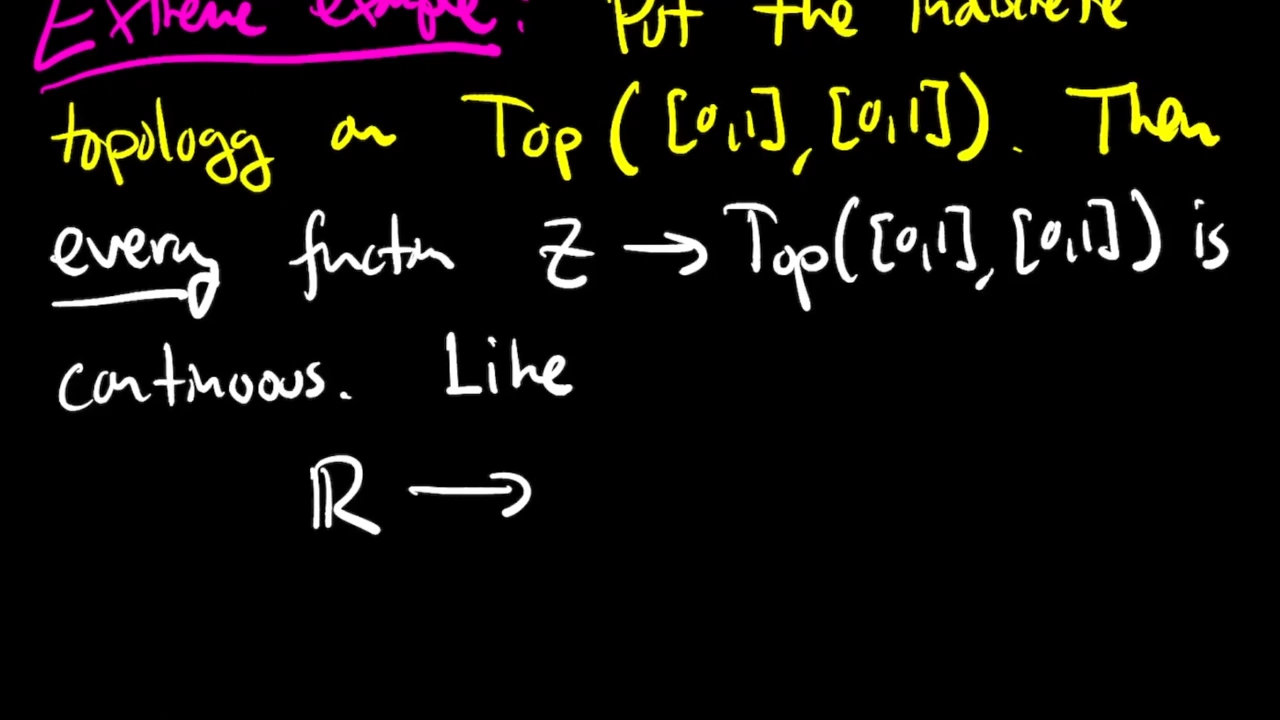 Extreme example: Put the indiscrete
topology on Top([0,1],[0,1]). Then
every functn Z → Top([0,1],[0,1]) is
continuous. Like
ℝ →